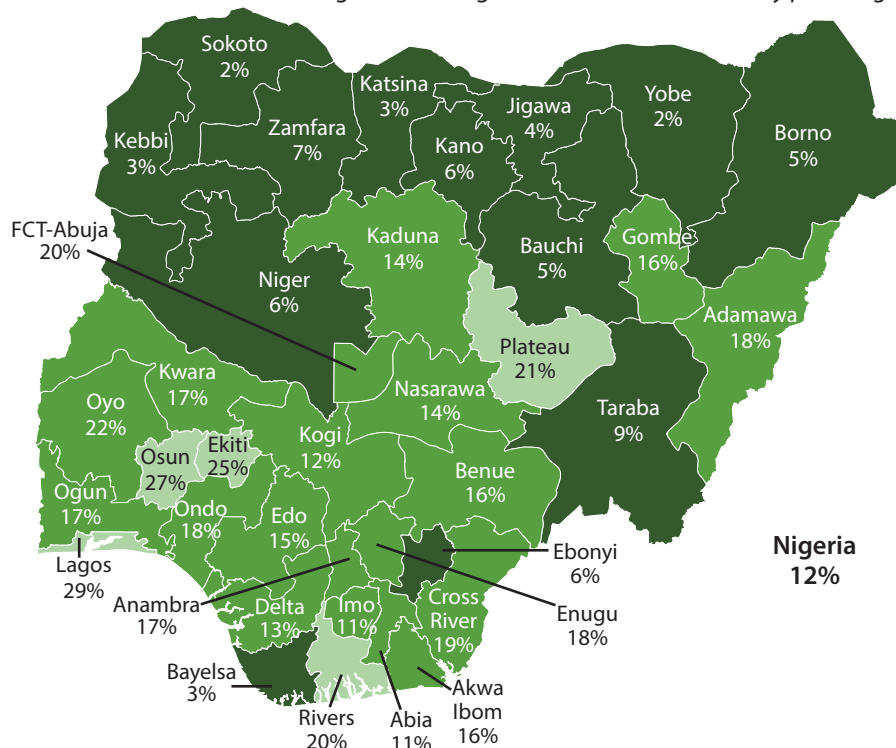 Sokoto
2%
Katsina
3%
Jigawa
4%
Yobe
2%
Borno
5%
Kebbi
3%
Zamfara
7%
Kano
6%
FCT-Abuja
20%
Kaduna
14%
Bauchi
5%
Gombe
16%
Niger
6%
Adamawa
18%
Plateau
21%
Kwara
17%
Nasarawa
14%
Taraba
9%
Oyo
22%
Osun
27%
Ekiti
25%
Kogi
12%
Benue
16%
Ogun
17%
Ondo
18%
Edo
15%
Lagos
29%
Ebonyi
6%
Nigeria
12%
Anambra
17%
Delta
13%
Imo
11%
Cross
River
19%
Enugu
18%
Bayelsa
3%
Rivers
20%
Abia
11%
Akwa
Ibom
16%